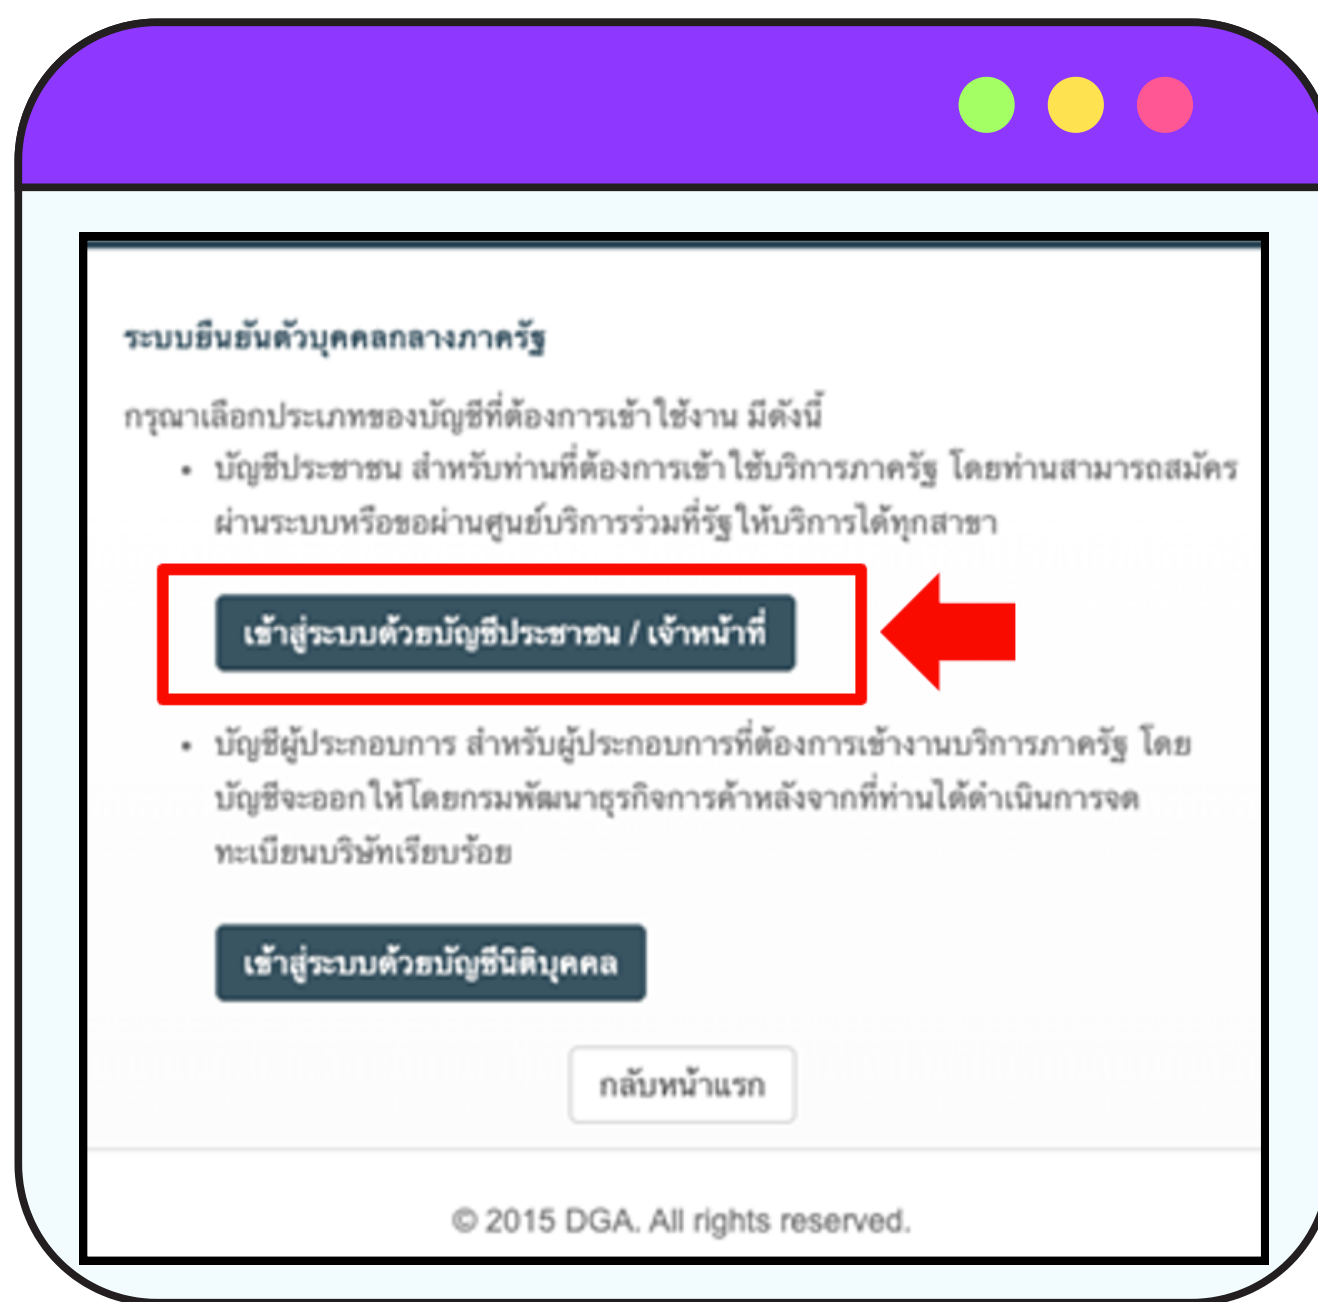 ระบบยืนยันตัวบุคคลกลางภาครัฐ
กรุณาเลือกประเภทของบัญชีที่ต้องการเข้าใช้งาน มีดังนี้
• บัญชีประชาชน สำหรับท่านที่ต้องการเข้าใช้บริการภาครัฐ โดยท่านสามารถสมัคร
ผ่านระบบหรือขอผ่านศูนย์บริการร่วมที่รัฐให้บริการได้ทุกสาขา
เข้าสู่ระบบด้วยบัญชีประชาชน / เจ้าหน้าที่
• บัญชีผู้ประกอบการ สำหรับผู้ประกอบการที่ต้องการเข้างานบริการภาครัฐ โดย
บัญชีจะออกให้โดยกรมพัฒนาธุรกิจการค้าหลังจากที่ท่านได้ดำเนินการจด
ทะเบียนบริษัทเรียบร้อย
เข้าสู่ระบบด้วยบัญชีนิติบุคคล
กลับหน้าแรก
© 2015 DGA. All rights reserved.